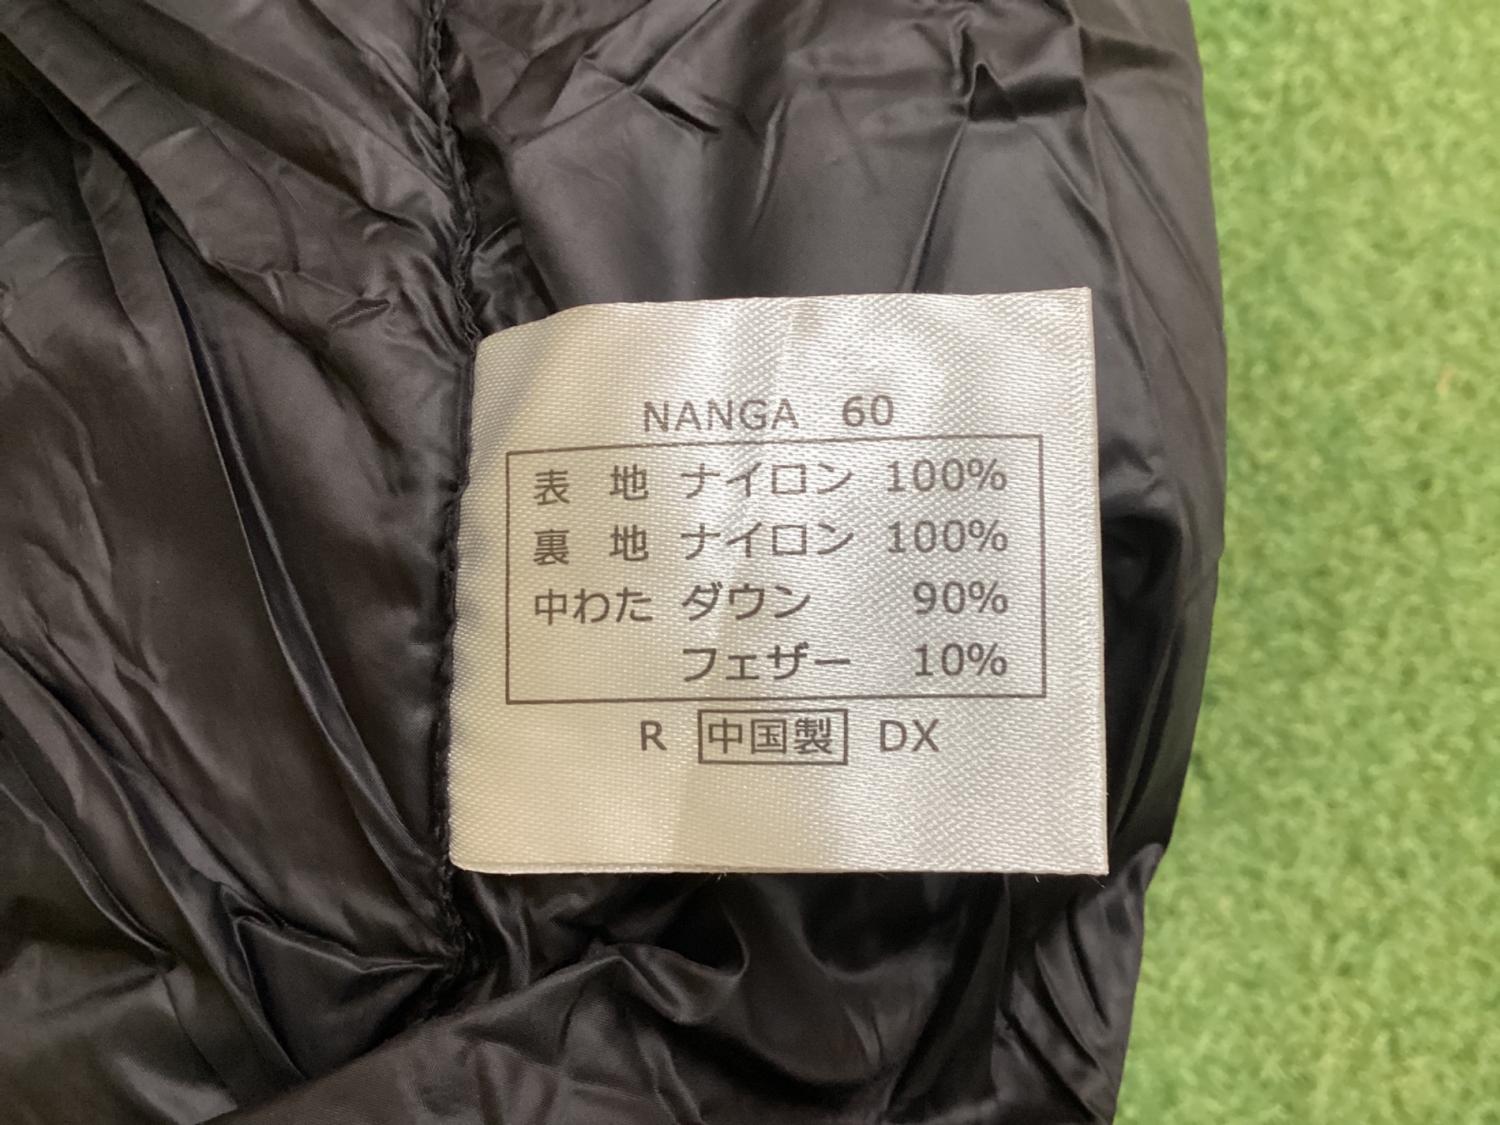 NANGA 60
表 地 ナイロン 100%
裏 地 ナイロン 100%
中わた ダウン 90%
フェザー 10%
R 中国製 DX